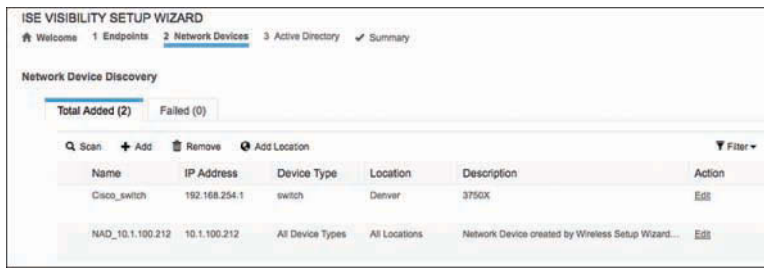 ISE VISIBILITY SETUP WIZARD
Welcome 1 Endpoints 2 Network Devices 3 Active Directory Summary
Network Device Discovery
Total Added (2) Failed (0)
Scan Add Remove Add Location Filter
Name IP Address Device Type Location Description Action
Cisco_switch 192.168.254.1 switch Denver 3750X Edit
NAD_10.1.100.212 10.1.100.212 All Device Types All Locations Network Device created by Wireless Setup Wizard... Edit